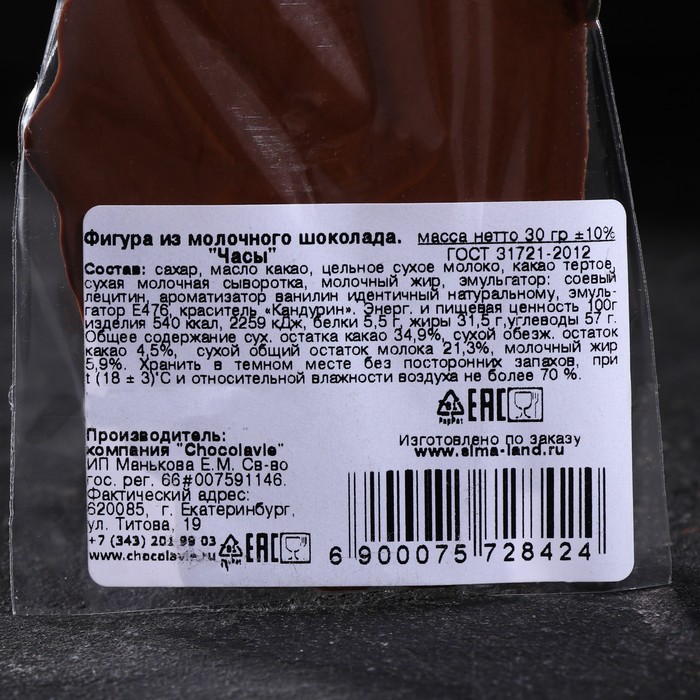 Фигура из молочного шоколада. масса нетто 30 гр ±10%
"Часы" ГОСТ 31721-2012
Состав: сахар, масло какао, цельное сухое молоко, какао тертое,
сухая молочная сыворотка, молочный жир, эмульгатор: соевый
лецитин, ароматизатор ванилин идентичный натуральному, эмуль-
гатор Е476, краситель «Кандурин». Энерг. и пищевая ценность 100г
изделия 540 ккал, 2259 кДж, белки 5,5 г, жиры 31,5 г,углеводы 57 г.
Общее содержание сух. остатка какао 34,9%, сухой обезж. остаток
какао 4,5%, сухой общий остаток молока 21,3%, молочный жир
5,9%. Хранить в темном месте без посторонних запахов, при
t (18 ± 3)°C и относительной влажности воздуха не более 70 %.
EAC
Изготовлено по заказу
www.sima-land.ru
Производитель:
компания "Chocolavie"
ИП Манькова Е.М. Св-во
гос. рег. 66#007591146.
Фактический адрес:
620085, г. Екатеринбург,
ул. Титова, 19
+7 (343) 201 99 03
www.chocolavie.ru EAC
6 900075 728424